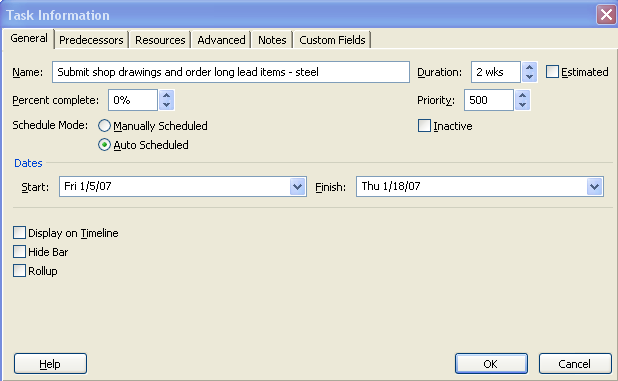 Task Information
General Predecessors Resources Advanced Notes Custom Fields
Name: Submit shop drawings and order long lead items - steel Duration: 2 wks Estimated
Percent complete: 0% Priority: 500
Schedule Mode: Manually Scheduled Inactive
Auto Scheduled
Dates
Start: Fri 1/5/07 Finish: Thu 1/18/07
Display on Timeline
Hide Bar
Rollup
Help OK Cancel